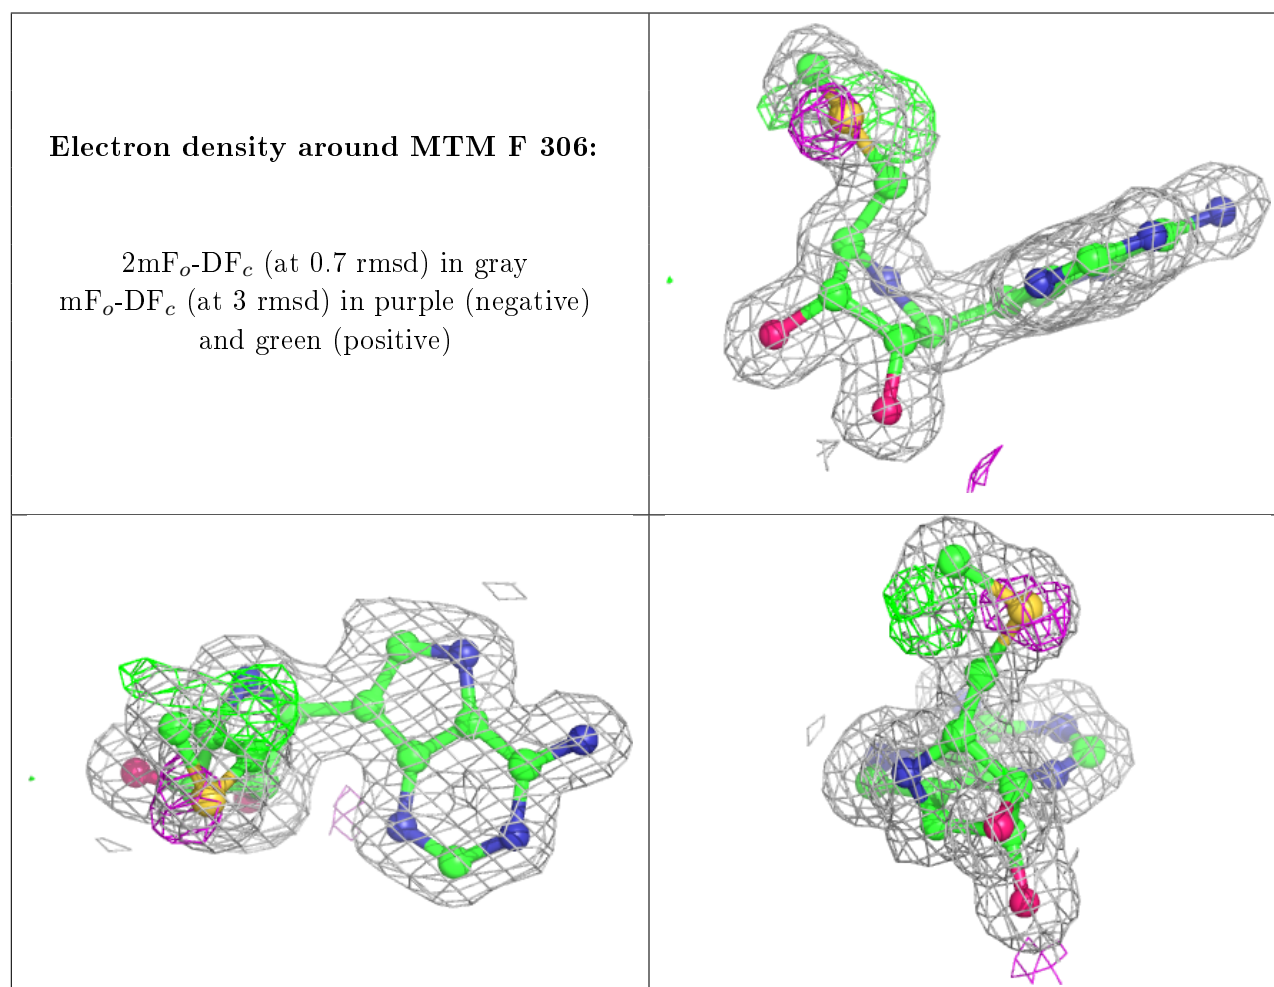 Electron density around MTM F 306:
2mFₒ-DF𝒸 (at 0.7 rmsd) in gray
mFₒ-DF𝒸 (at 3 rmsd) in purple (negative)
and green (positive)